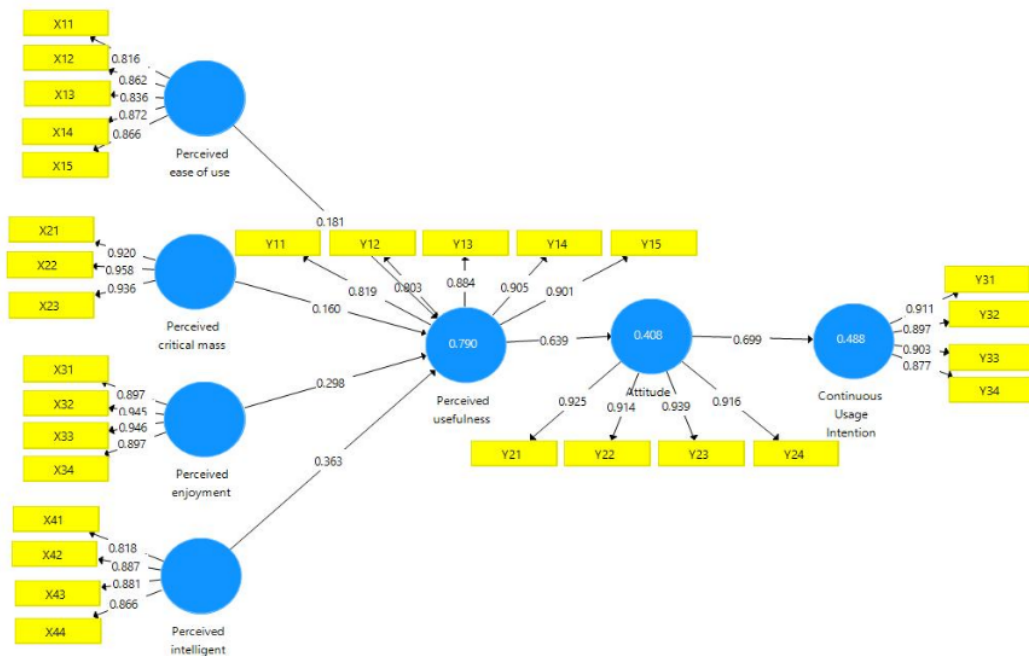 X11
X12
X13
X14
X15
0.816
0.862
0.836
0.872
0.866
Perceived
ease of use
0.181
X21
X22
X23
0.920
0.958
0.936
Perceived
critical mass
0.160
Y11
Y12
Y13
Y14
Y15
0.819
0.803
0.884
0.905
0.901
0.790
Perceived
usefulness
0.639
0.408
Attitude
0.699
0.488
Continuous
Usage
Intention
0.911
0.897
0.903
0.877
Y31
Y32
Y33
Y34
0.925
0.914
0.939
0.916
Y21
Y22
Y23
Y24
X31
X32
X33
X34
0.897
0.945
0.946
0.897
Perceived
enjoyment
0.298
X41
X42
X43
X44
0.818
0.887
0.881
0.866
Perceived
intelligent
0.363